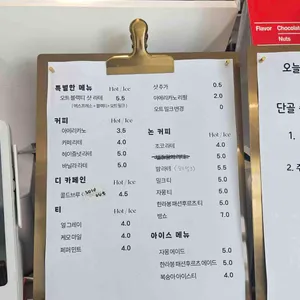 Flavor Chocolate
Nuts
특별한 메뉴 Hot / Ice
오트 블랙티 샷 라떼 5.5
샷 추가 0.5
아메리카노 리필 2.0
오트 밀크 변경 0
커피 Hot / Ice
아메리카노 3.5
카페 라떼 4.0
헤이즐넛 라떼 5.0
바닐라 라떼 5.0
디 카페인 Hot / Ice
콜드브루
티 Hot / Ice
얼그레이 4.0
케모마일 4.0
페퍼민트 4.0
논 커피 Hot / Ice
초코 라떼 5.0
5.0
말차 라떼 5.0
밀크티 5.0
자몽티 5.0
한라봉 패션후르츠티 5.0
뱅쇼 7.0
아이스 메뉴
자몽 에이드 5.0
한라봉 패션후르츠 에이드 5.0
복숭아 아이스티 4.0
오늘
단골